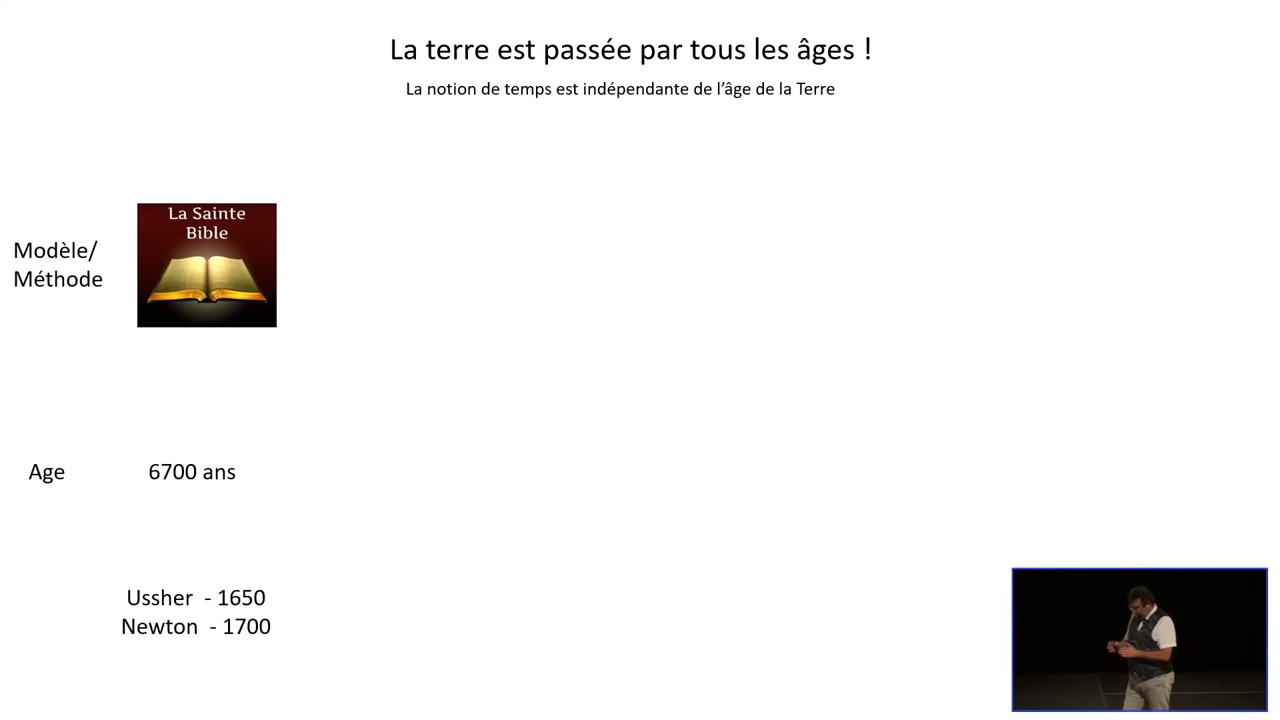 La terre est passée par tous les âges !
La notion de temps est indépendante de l’âge de la Terre
La Sainte
Bible
Modèle/
Méthode
Age
6700 ans
Ussher - 1650
Newton - 1700